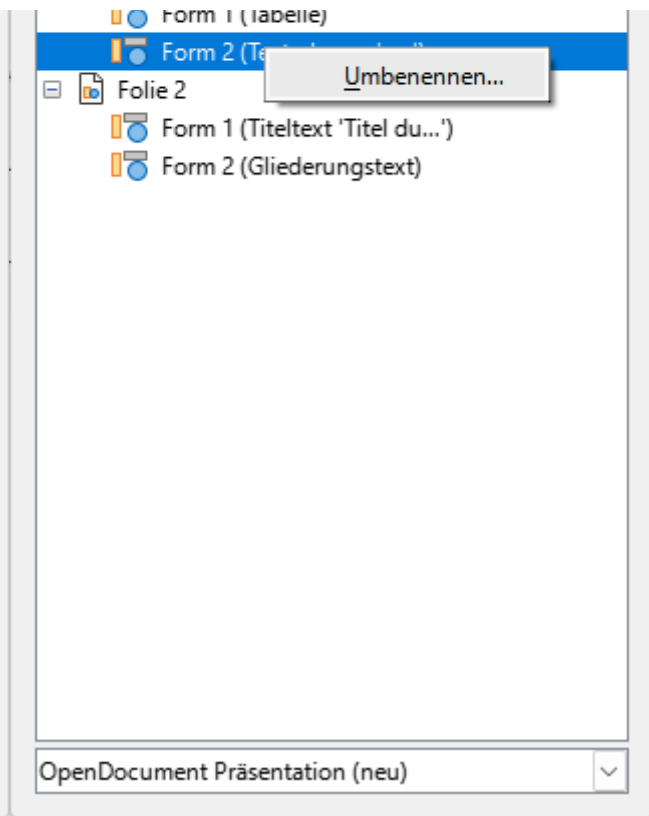 Form 1 (Tabelle)
Form 2
Umbenennen...
Folie 2
Form 1 (Titeltext 'Titel du...')
Form 2 (Gliederungstext)
OpenDocument Präsentation (neu)